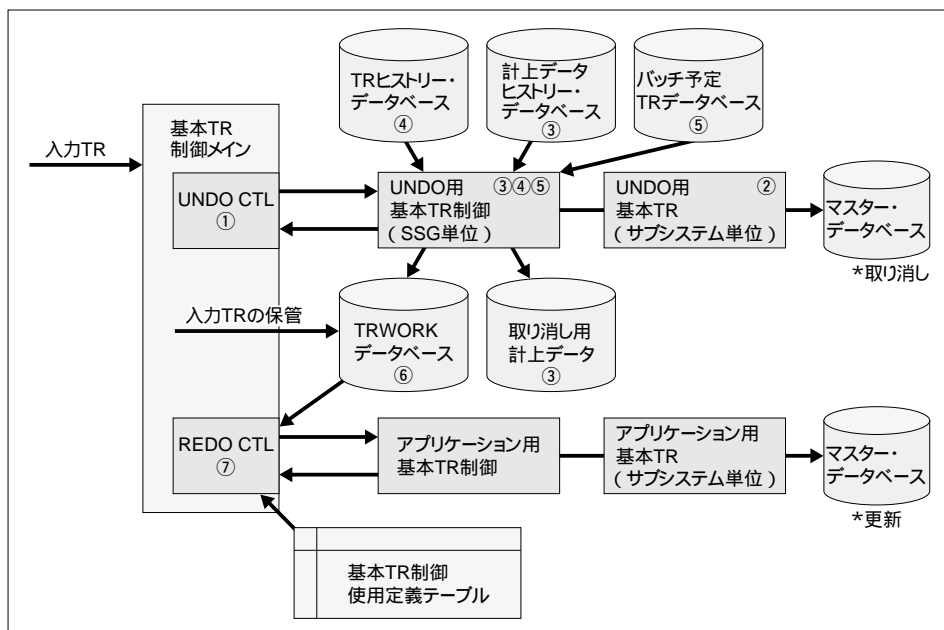 TRヒストリー・
データベース
④
計上データ
ヒストリー・
データベース
③
バッチ予定
TRデータベース
⑤
入力TR
基本TR
制御メイン
UNDO CTL
①
UNDO用 ③④⑤
基本TR制御
(SSG単位)
UNDO用 ②
基本TR
(サブシステム単位)
マスター・
データベース
*取り消し
入力TRの保管
TRWORK
データベース
⑥
取り消し用
計上データ
③
REDO CTL
⑦
アプリケーション用
基本TR制御
アプリケーション用
基本TR
(サブシステム単位)
マスター・
データベース
*更新
基本TR制御
使用定義テーブル